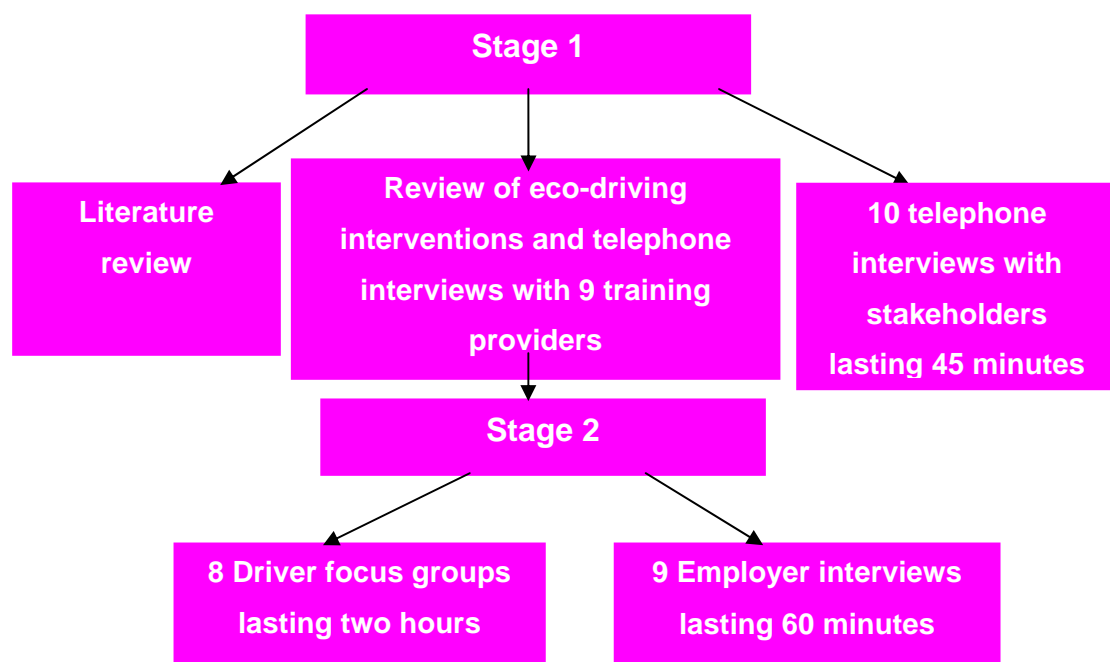 Stage 1
Literature
review
Review of eco-driving
interventions and telephone
interviews with 9 training
providers
10 telephone
interviews with
stakeholders
lasting 45 minutes
Stage 2
8 Driver focus groups
lasting two hours
9 Employer interviews
lasting 60 minutes